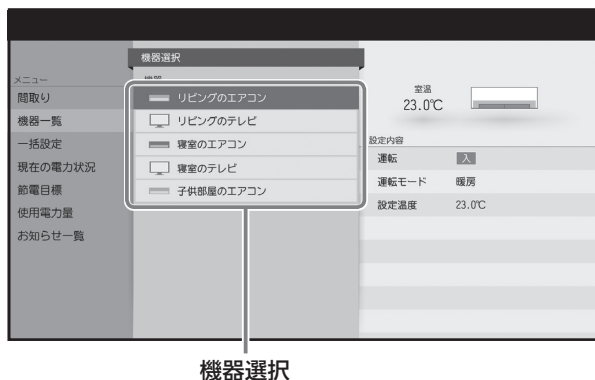 機器選択
メニュー
間取り
機器一覧
一括設定
現在の電力状況
節電目標
使用電力量
お知らせ一覧
機器
リビングのエアコン
リビングのテレビ
寝室のエアコン
寝室のテレビ
子供部屋のエアコン
室温
23.0℃
設定内容
運転 入
運転モード 暖房
設定温度 23.0℃
機器選択